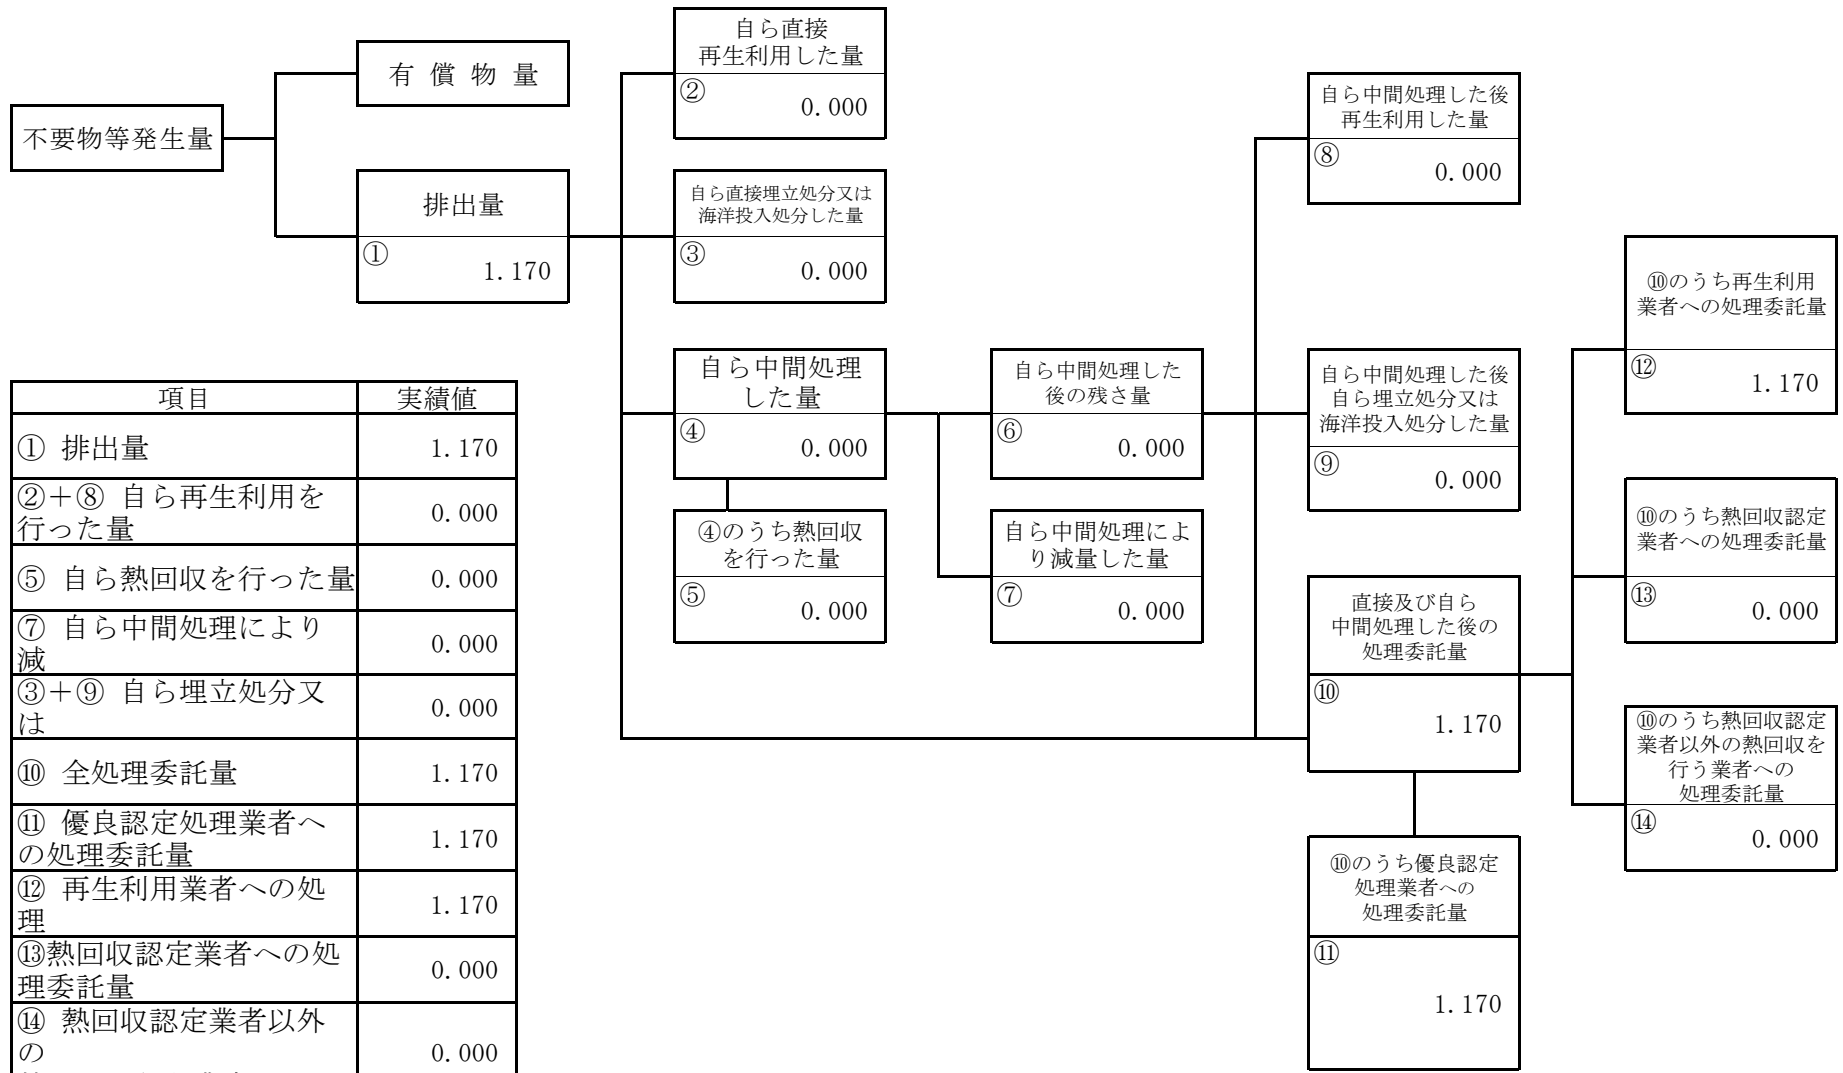 不要物等発生量
有 償 物 量
排出量
①
1.170
自ら直接
再生利用した量
②
0.000
自ら直接埋立処分又は
海洋投入処分した量
③
0.000
自ら中間処理
した量
④
0.000
④のうち熱回収
を行った量
⑤
0.000
自ら中間処理した
後の残さ量
⑥
0.000
自ら中間処理によ
り減量した量
⑦
0.000
自ら中間処理した後
再生利用した量
⑧
0.000
自ら中間処理した後
自ら埋立処分又は
海洋投入処分した量
⑨
0.000
直接及び自ら
中間処理した後の
処理委託量
⑩
1.170
⑩のうち優良認定
処理業者への
処理委託量
⑪
1.170
⑩のうち再生利用
業者への処理委託量
⑫
1.170
⑩のうち熱回収認定
業者への処理委託量
⑬
0.000
⑩のうち熱回収認定
業者以外の熱回収を
行う業者への
処理委託量
⑭
0.000
項目 実績値
① 排出量 1.170
②＋⑧ 自ら再生利用を
行った量 0.000
⑤ 自ら熱回収を行った量 0.000
⑦ 自ら中間処理により
減 0.000
③＋⑨ 自ら埋立処分又
は 0.000
⑩ 全処理委託量 1.170
⑪ 優良認定処理業者へ
の処理委託量 1.170
⑫ 再生利用業者への処
理 1.170
⑬熱回収認定業者への処
理委託量 0.000
⑭ 熱回収認定業者以外
の 0.000